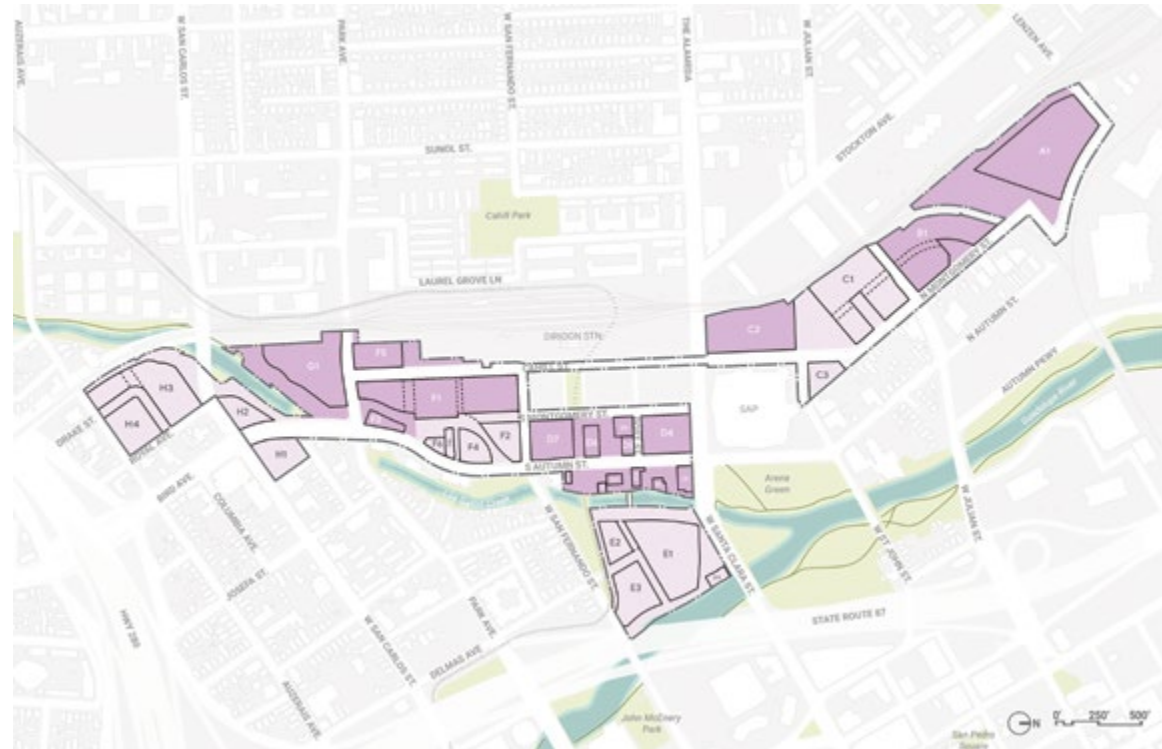 AUZERAIS AVE.
W SAN CARLOS ST.
PARK AVE
W SAN FERNANDO ST.
THE ALAMEDA
W JULIAN ST.
LENZEN AVE.
STOCKTON AVE.
SUNOL ST.
A1
Cahill Park
B1
LAUREL GROVE LN
C1
N MONTGOMERY ST
N AUTUMN ST.
C2
DIRIDON STN.
G1
F5
CAHILL ST
C3
AUTUMN PKWY
Guadalupe River
H3
F1
SAP
H2
H4
DRAKE ST.
ROYAL AVE.
S MONTGOMERY ST.
F4
F2
D7
D4
H1
S AUTUMN ST.
BIRD AVE.
Arena
Green
COLUMBIA AVE.
W SAN FERNANDO ST.
W SANTA CLARA ST.
W ST JOHN ST.
W JULIAN ST.
E2
E1
E3
JOSEFA ST.
HWY 280
W SAN CARLOS ST.
PARK AVE.
DELMAS AVE
STATE ROUTE 87
AUZERAIS AVE.
John McEnery
Park
San Pedro
Square
N
0'
250'
500'